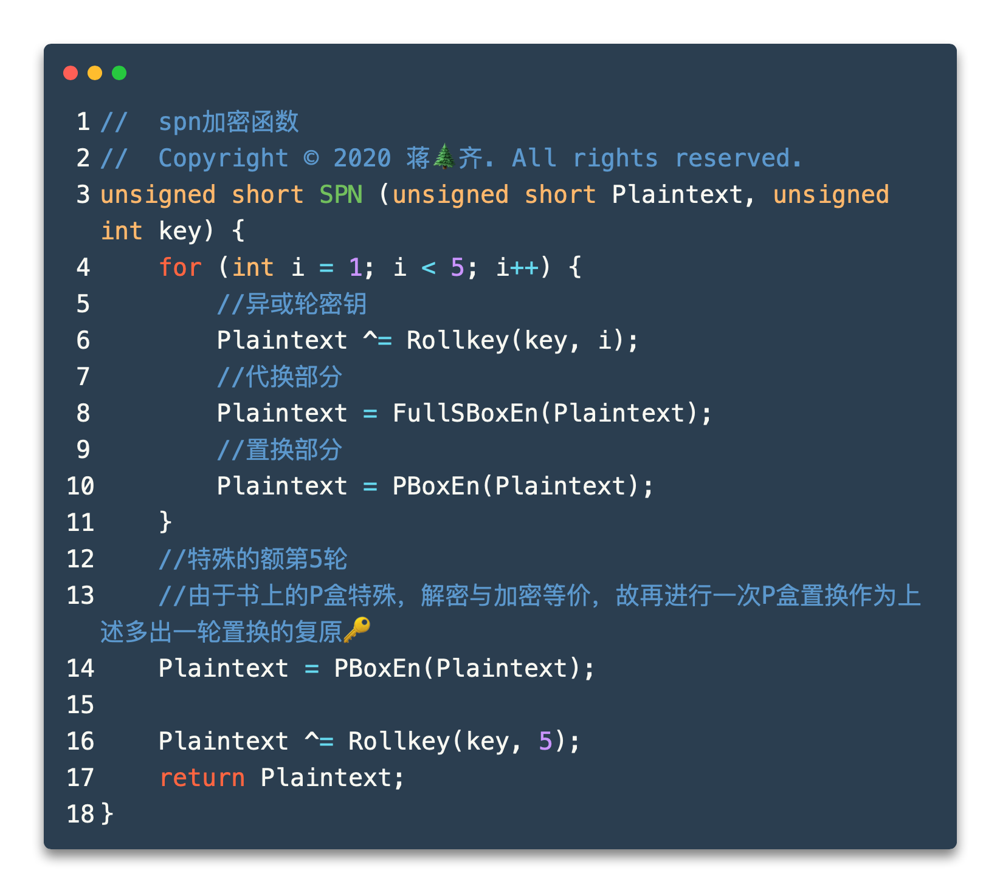 1 //  spn加密函数
2 //  Copyright © 2020 蒋🌲齐. All rights reserved.
3 unsigned short SPN (unsigned short Plaintext, unsigned
int key) {
4     for (int i = 1; i < 5; i++) {
5         //异或轮密钥
6         Plaintext ^= Rollkey(key, i);
7         //代换部分
8         Plaintext = FullSBoxEn(Plaintext);
9         //置换部分
10         Plaintext = PBoxEn(Plaintext);
11     }
12     //特殊的额第5轮
13     //由于书上的P盒特殊，解密与加密等价，故再进行一次P盒置换作为上
述多出一轮置换的复原🔑
14     Plaintext = PBoxEn(Plaintext);
15
16     Plaintext ^= Rollkey(key, 5);
17     return Plaintext;
18 }